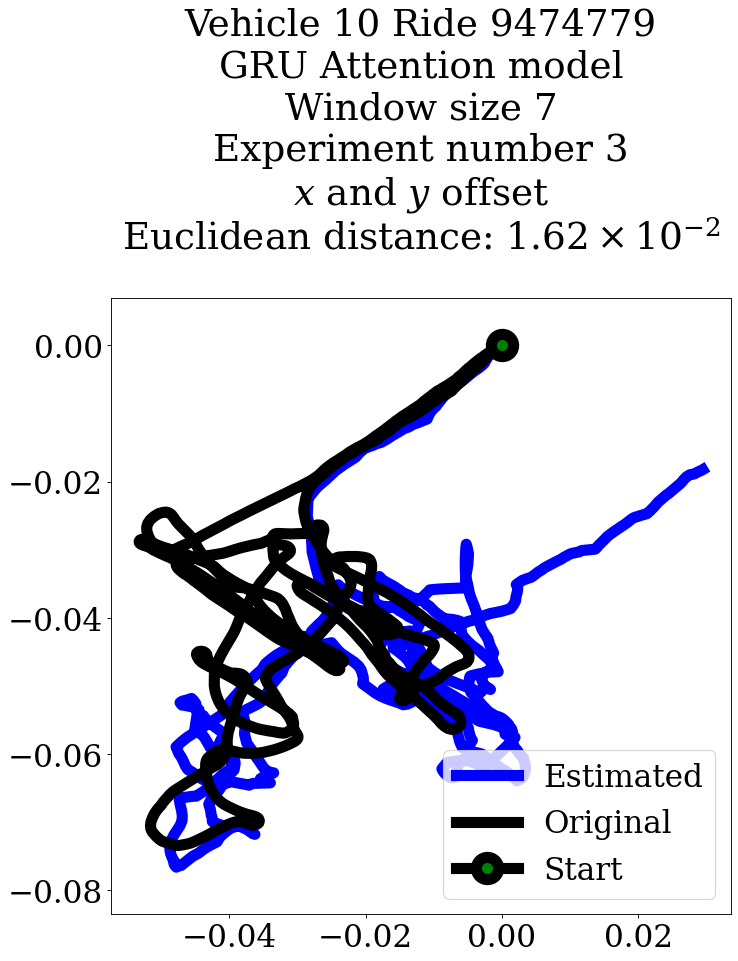 Vehicle 10 Ride 9474779
GRU Attention model
Window size 7
Experiment number 3
x and y offset
Euclidean distance: 1.62 × 10⁻²
0.00
−0.02
−0.04
−0.06
−0.08
Estimated
Original
Start
−0.04 −0.02 0.00 0.02